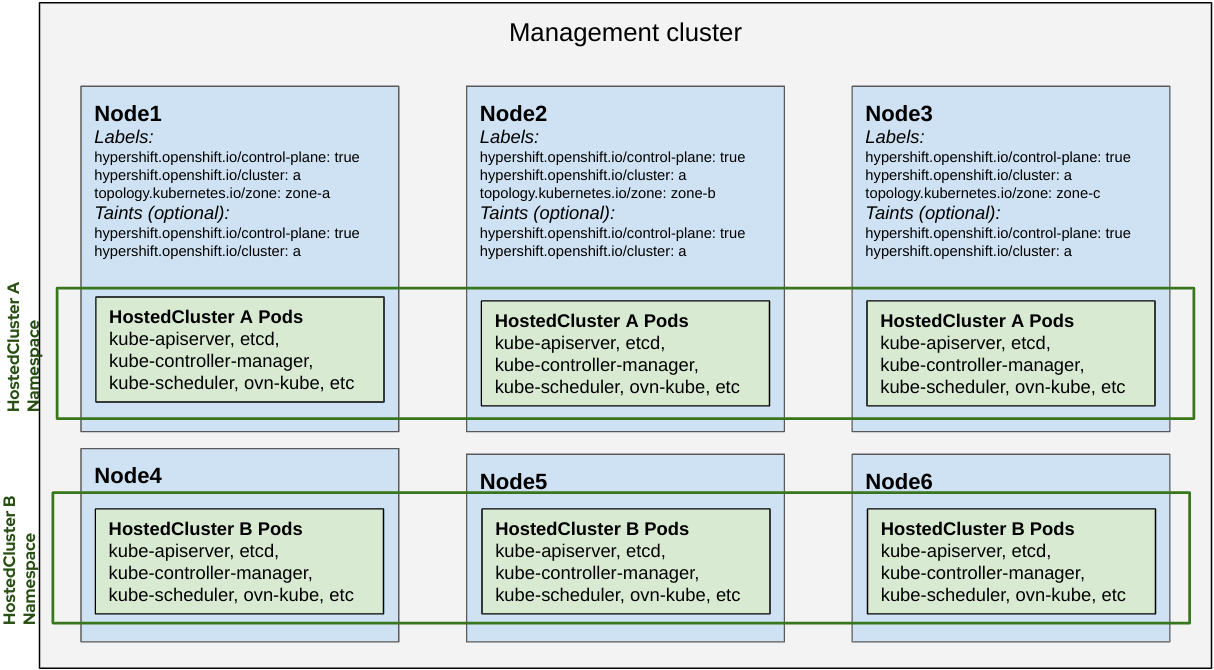 Management cluster
Node1
Labels:
hypershift.openshift.io/control-plane: true
hypershift.openshift.io/cluster: a
topology.kubernetes.io/zone: zone-a
Taints (optional):
hypershift.openshift.io/control-plane: true
hypershift.openshift.io/cluster: a
Node2
Labels:
hypershift.openshift.io/control-plane: true
hypershift.openshift.io/cluster: a
topology.kubernetes.io/zone: zone-b
Taints (optional):
hypershift.openshift.io/control-plane: true
hypershift.openshift.io/cluster: a
Node3
Labels:
hypershift.openshift.io/control-plane: true
hypershift.openshift.io/cluster: a
topology.kubernetes.io/zone: zone-c
Taints (optional):
hypershift.openshift.io/control-plane: true
hypershift.openshift.io/cluster: a
HostedCluster A
Namespace
HostedCluster A Pods
kube-apiserver, etcd,
kube-controller-manager,
kube-scheduler, ovn-kube, etc
HostedCluster A Pods
kube-apiserver, etcd,
kube-controller-manager,
kube-scheduler, ovn-kube, etc
HostedCluster A Pods
kube-apiserver, etcd,
kube-controller-manager,
kube-scheduler, ovn-kube, etc
Node4
Node5
Node6
HostedCluster B
Namespace
HostedCluster B Pods
kube-apiserver, etcd,
kube-controller-manager,
kube-scheduler, ovn-kube, etc
HostedCluster B Pods
kube-apiserver, etcd,
kube-controller-manager,
kube-scheduler, ovn-kube, etc
HostedCluster B Pods
kube-apiserver, etcd,
kube-controller-manager,
kube-scheduler, ovn-kube, etc